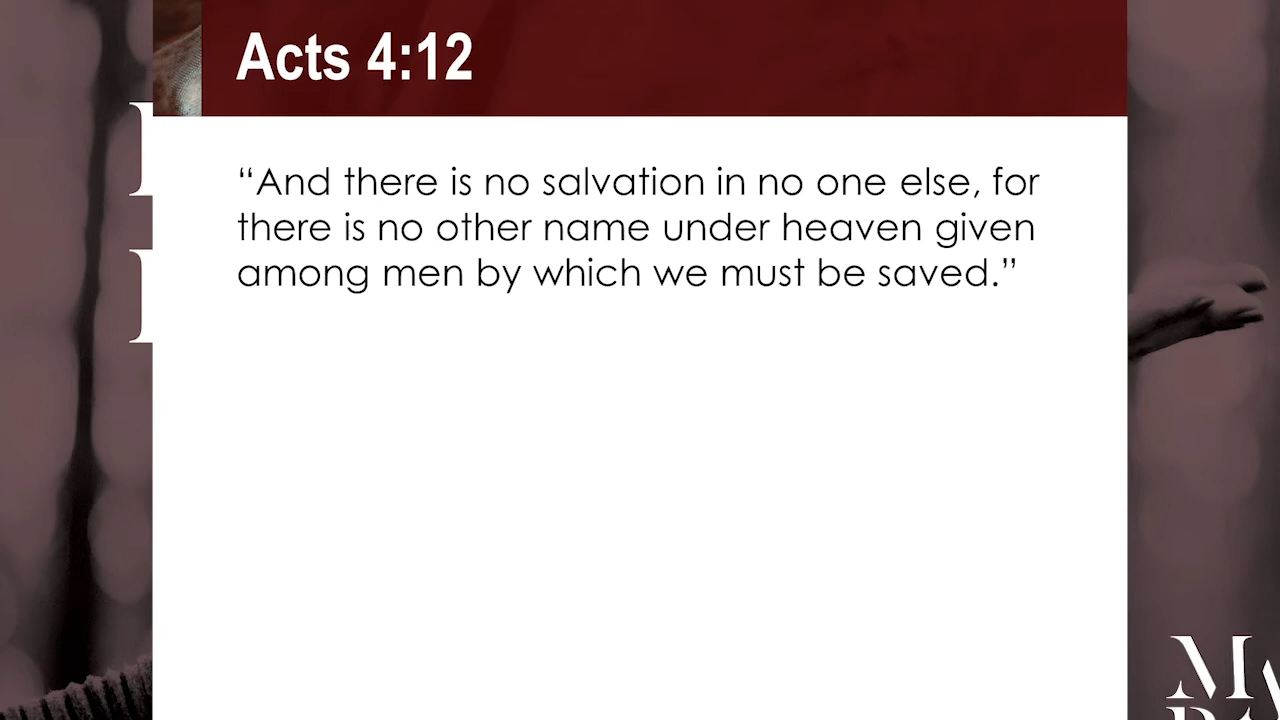 Acts 4:12
“And there is no salvation in no one else, for
there is no other name under heaven given
among men by which we must be saved.”
M